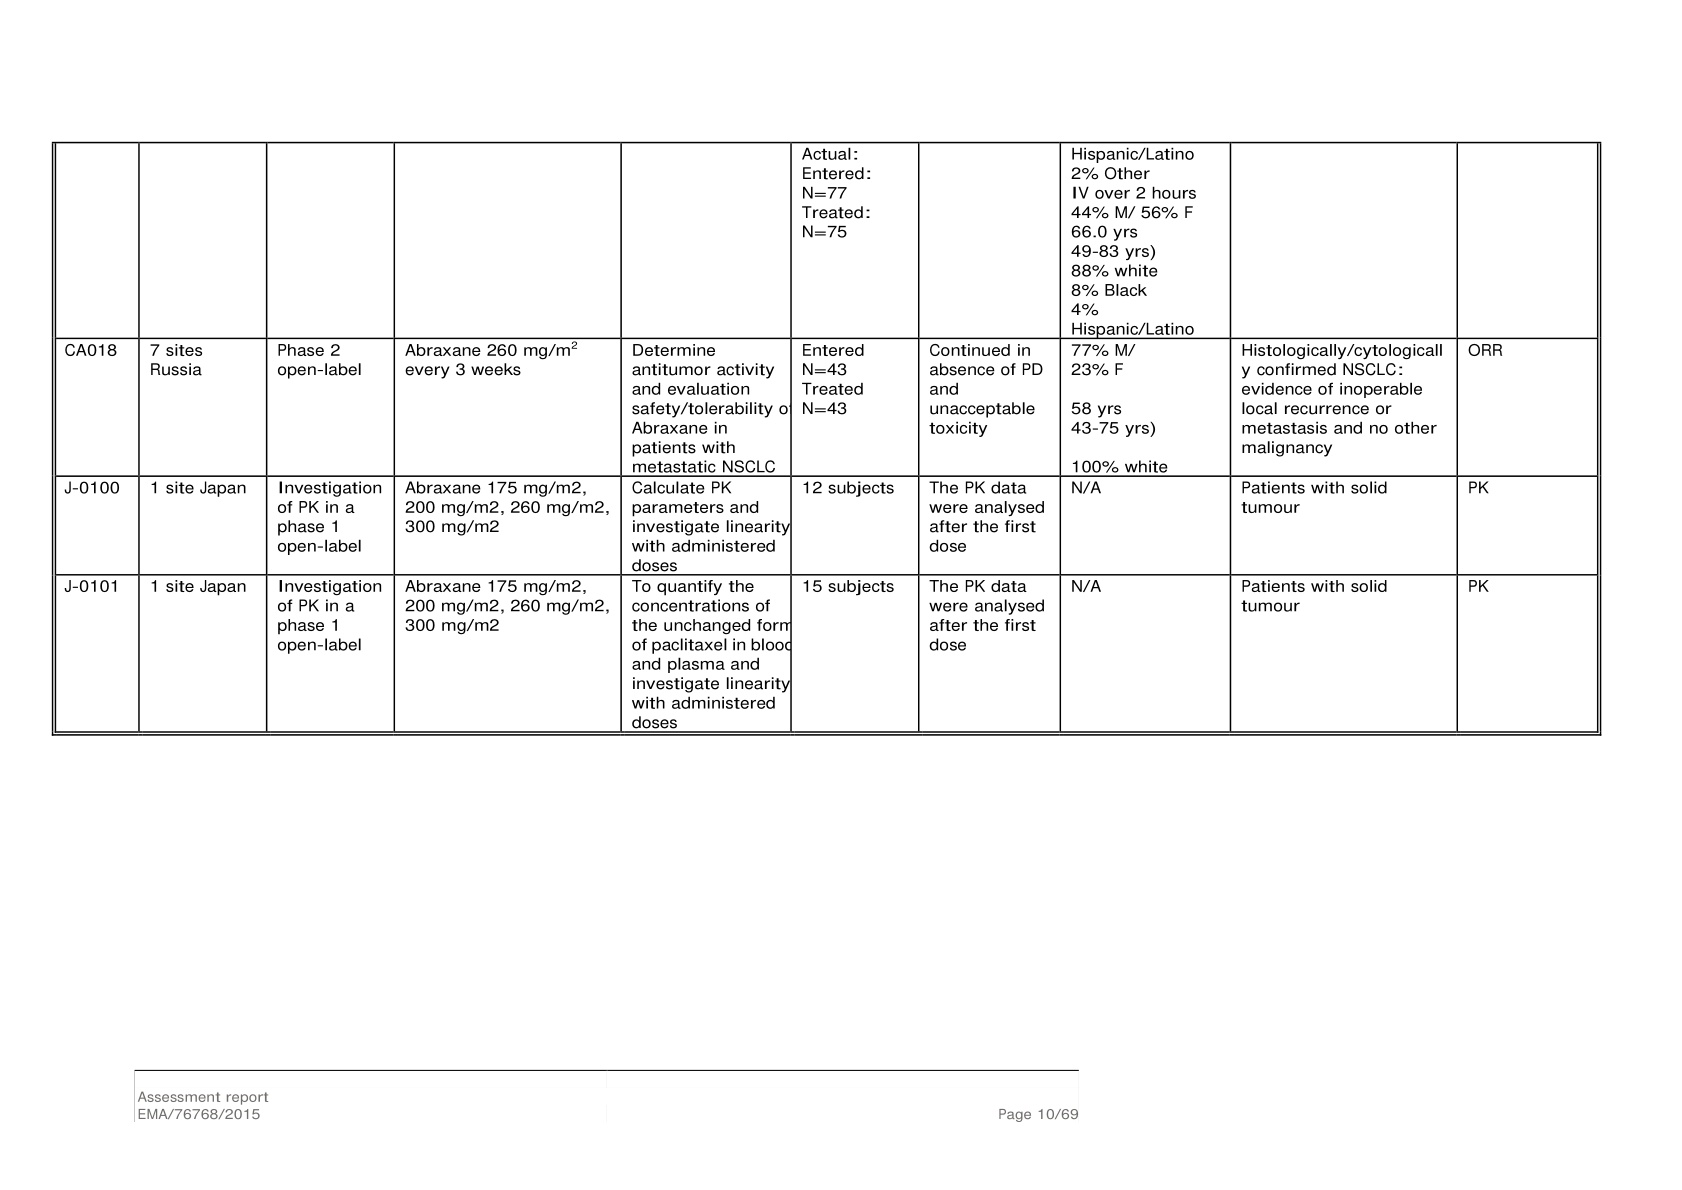 Actual:
Entered:
N=77
Treated:
N=75
Hispanic/Latino
2% Other
IV over 2 hours
44% M/ 56% F
66.0 yrs
49-83 yrs)
88% white
8% Black
4%
Hispanic/Latino
CA018
7 sites
Russia
Phase 2
open-label
Abraxane 260 mg/m²
every 3 weeks
Determine
antitumor activity
and evaluation
safety/tolerability of
Abraxane in
patients with
metastatic NSCLC
Entered
N=43
Treated
N=43
Continued in
absence of PD
and
unacceptable
toxicity
77% M/
23% F
58 yrs
43-75 yrs)
100% white
Histologically/cytologicall
y confirmed NSCLC:
evidence of inoperable
local recurrence or
metastasis and no other
malignancy
ORR
J-0100
1 site Japan
Investigation
of PK in a
phase 1
open-label
Abraxane 175 mg/m2,
200 mg/m2, 260 mg/m2,
300 mg/m2
Calculate PK
parameters and
investigate linearity
with administered
doses
12 subjects
The PK data
were analysed
after the first
dose
N/A
Patients with solid
tumour
PK
J-0101
1 site Japan
Investigation
of PK in a
phase 1
open-label
Abraxane 175 mg/m2,
200 mg/m2, 260 mg/m2,
300 mg/m2
To quantify the
concentrations of
the unchanged form
of paclitaxel in blood
and plasma and
investigate linearity
with administered
doses
15 subjects
The PK data
were analysed
after the first
dose
N/A
Patients with solid
tumour
PK
Assessment report
EMA/76768/2015
Page 10/69